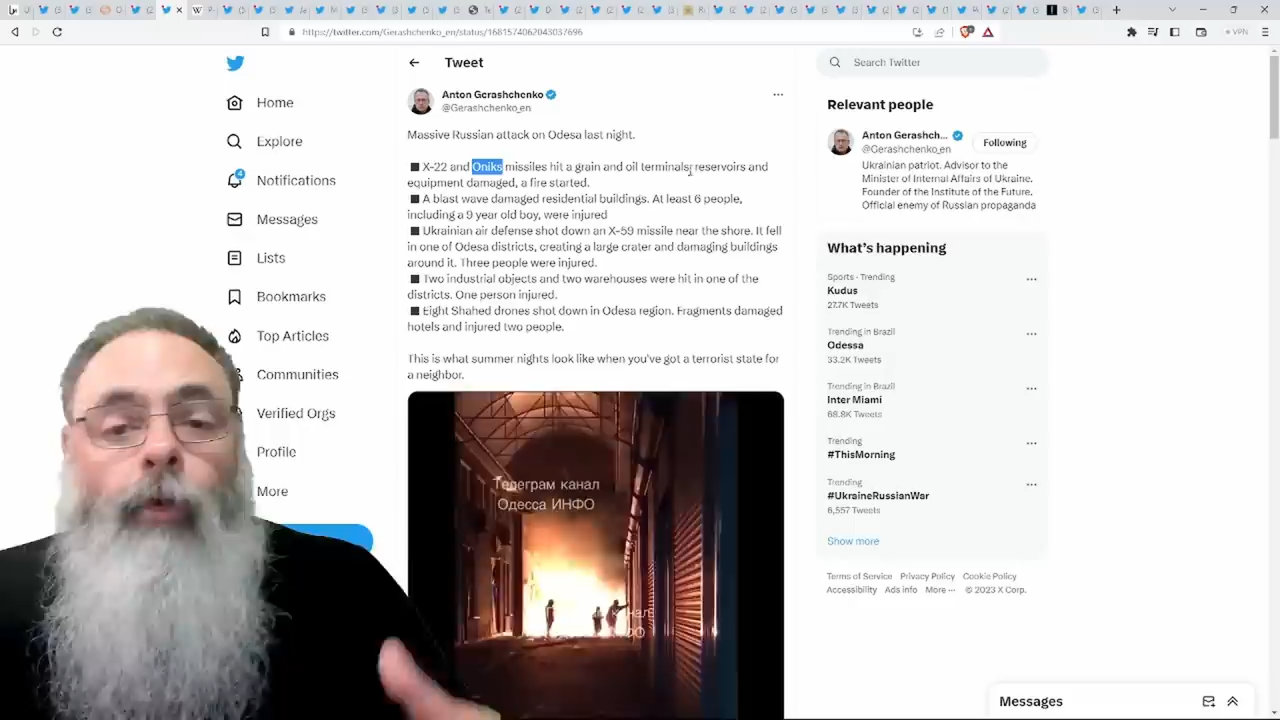 https://twitter.com/Gerashchenko_en/status/1681574062043037696
VPN
Home
Explore
4
Notifications
Messages
Lists
Bookmarks
Top Articles
Communities
Verified Orgs
Profile
More
Tweet
Anton Gerashchenko
@Gerashchenko_en
Massive Russian attack on Odesa last night.
◼ X-22 and Oniks missiles hit a grain and oil terminals, reservoirs and
equipment damaged, a fire started.
◼ A blast wave damaged residential buildings. At least 6 people,
including a 9 year old boy, were injured
◼ Ukrainian air defense shot down an X-59 missile near the shore. It fell
in one of Odesa districts, creating a large crater and damaging buildings
around it. Three people were injured.
◼ Two industrial objects and two warehouses were hit in one of the
districts. One person injured.
◼ Eight Shahed drones shot down in Odesa region. Fragments damaged
hotels and injured two people.
This is what summer nights look like when you've got a terrorist state for
a neighbor.
Телеграм канал
Одесса ИНФО
Search Twitter
Relevant people
Anton Gerashch...
@Gerashchenko_en
Following
Ukrainian patriot. Advisor to the
Minister of Internal Affairs of Ukraine.
Founder of the Institute of the Future.
Official enemy of Russian propaganda
What's happening
Sports · Trending
Kudus
27.7K Tweets
Trending in Brazil
Odessa
33.2K Tweets
Trending in Brazil
Inter Miami
68.8K Tweets
Trending
#ThisMorning
Trending
#UkraineRussianWar
6,557 Tweets
Show more
Terms of Service Privacy Policy Cookie Policy
Accessibility Ads info More ··· © 2023 X Corp.
Messages